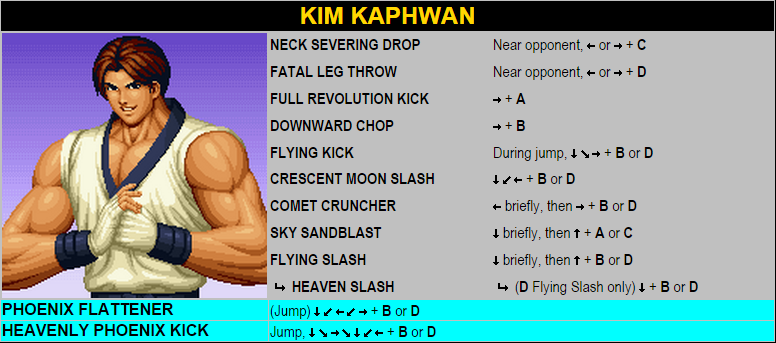 KIM KAPHWAN
NECK SEVERING DROP Near opponent, ← or → + C
FATAL LEG THROW Near opponent, ← or → + D
FULL REVOLUTION KICK → + A
DOWNWARD CHOP → + B
FLYING KICK During jump, ↓ ↘ → + B or D
CRESCENT MOON SLASH ↓ ↙ ← + B or D
COMET CRUNCHER ← briefly, then → + B or D
SKY SANDBLAST ↓ briefly, then ↑ + A or C
FLYING SLASH ↓ briefly, then ↑ + B or D
↳ HEAVEN SLASH ↳ (D Flying Slash only) ↓ + B or D
PHOENIX FLATTENER (Jump) ↓ ↙ ← ↙ → + B or D
HEAVENLY PHOENIX KICK Jump, ↓ ↘ → ↘ ↓ ↙ ← + B or D